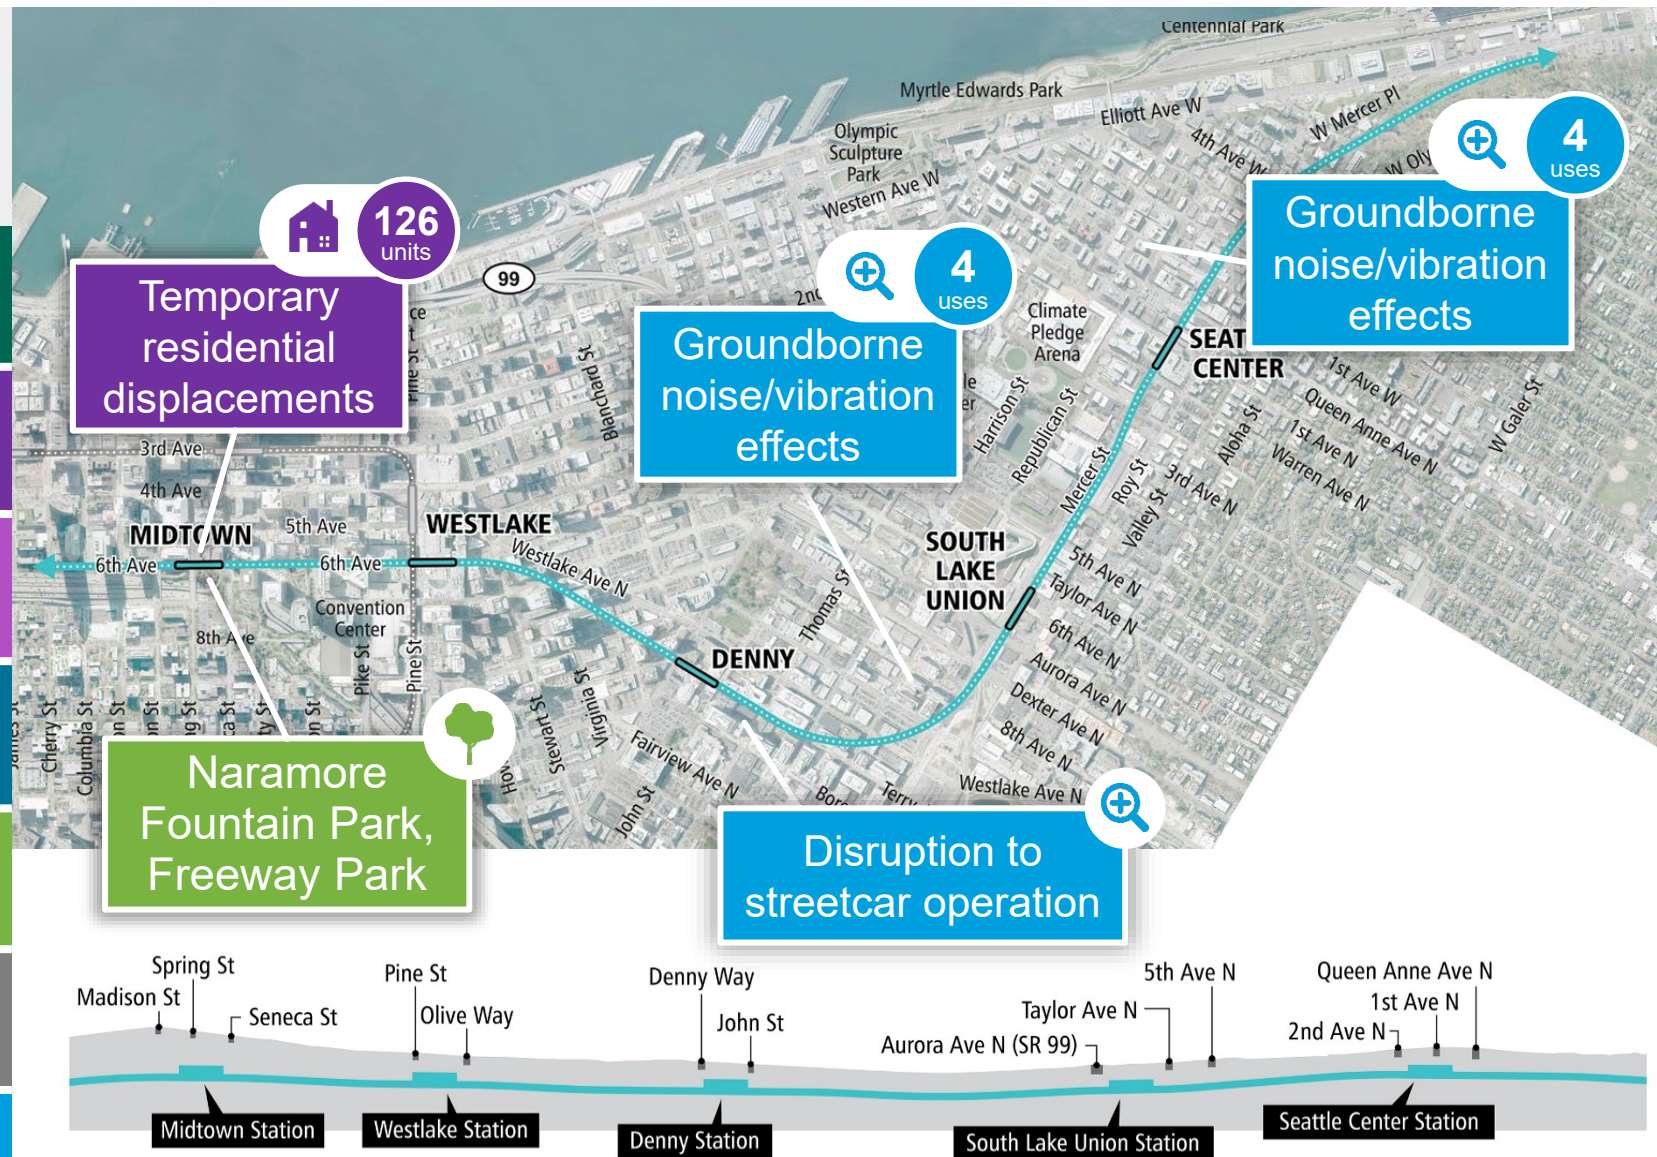 Centennial Park
Myrtle Edwards Park
Elliott Ave W
W Mercer Pl
4th Ave W
Olympic
Sculpture
Park
Western Ave W
4
uses
Groundborne
noise/vibration
effects
126
units
Temporary
residential
displacements
99
4
uses
Groundborne
noise/vibration
effects
Climate
Pledge
Arena
SEAT
CENTER
1st Ave W
Queen Anne Ave N
1st Ave N
Warren Ave N
W Galer St
Aloha St
Harrison St
Republican St
Mercer St
Roy St
Valley St
3rd Ave N
Blanchard St
Pine St
3rd Ave
4th Ave
5th Ave
MIDTOWN
WESTLAKE
6th Ave
6th Ave
Westlake Ave N
SOUTH
LAKE
UNION
5th Ave N
Taylor Ave N
6th Ave N
Aurora Ave N
Dexter Ave N
8th Ave N
Westlake Ave N
Thomas St
DENNY
Convention
Center
8th Ave
Pike St
Pine St
Cherry St
Columbia St
Stewart St
Virginia St
Fairview Ave N
John St
Terry
Naramore
Fountain Park,
Freeway Park
Disruption to
streetcar operation
Madison St
Spring St
Seneca St
Pine St
Olive Way
Denny Way
John St
Aurora Ave N (SR 99)
Taylor Ave N
5th Ave N
2nd Ave N
1st Ave N
Queen Anne Ave N
Midtown Station
Westlake Station
Denny Station
South Lake Union Station
Seattle Center Station